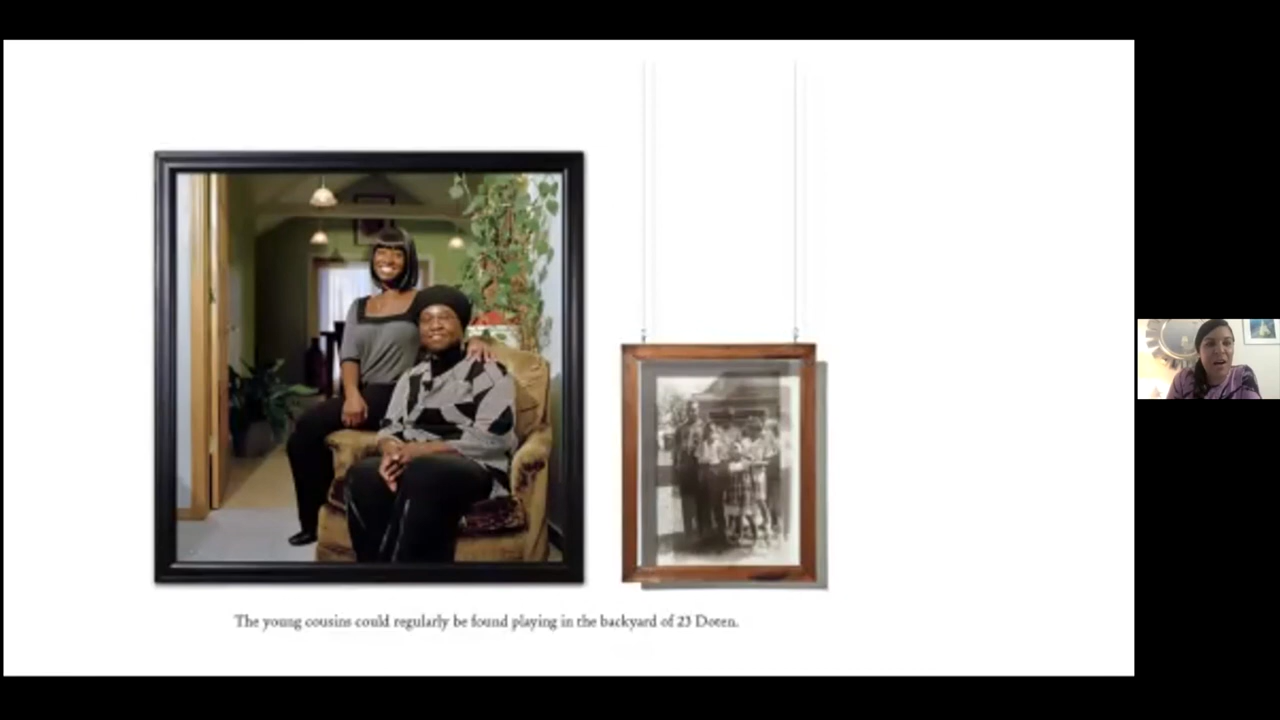 The young cousins could regularly be found playing in the backyard of 23 Doten.